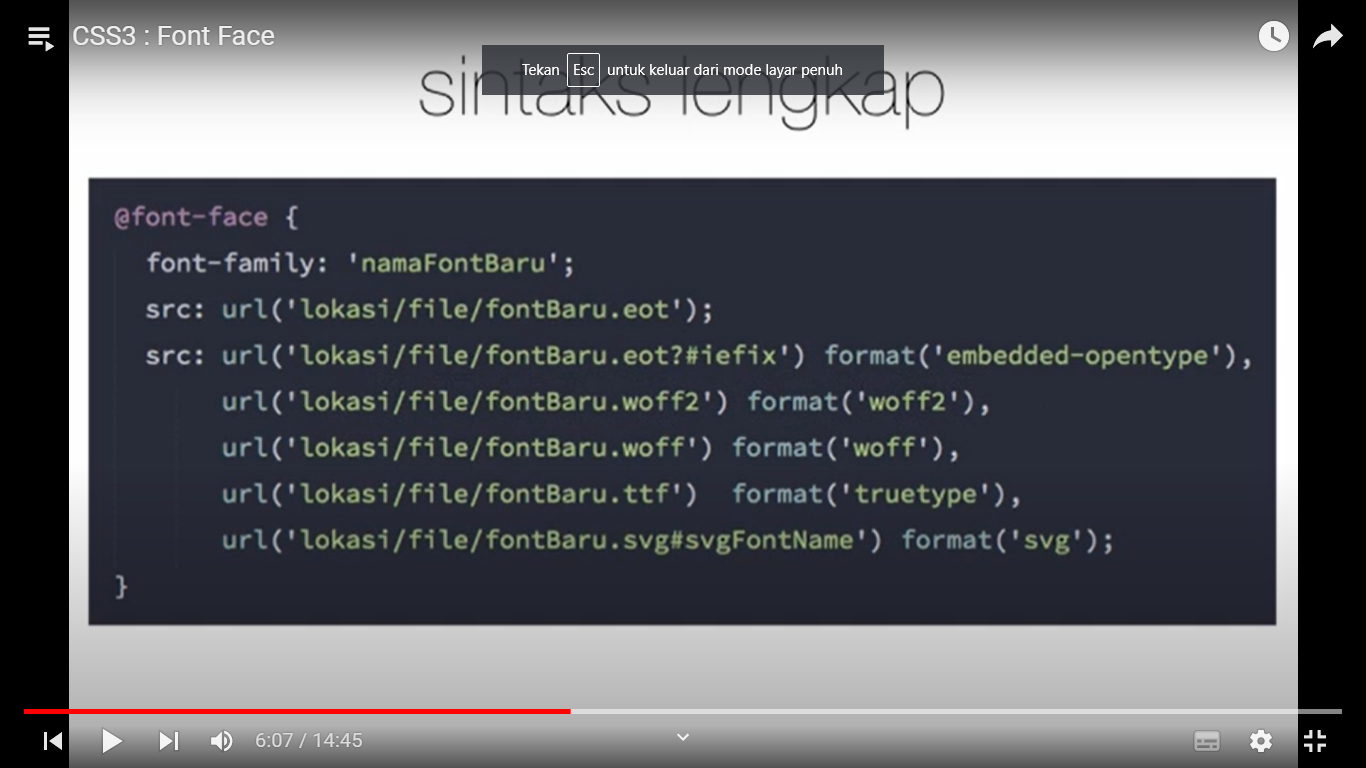 CSS3 : Font Face
Tekan Esc untuk keluar dari mode layar penuh
sintaks lengkap
@font-face {
font-family: 'namaFontBaru';
src: url('lokasi/file/fontBaru.eot');
src: url('lokasi/file/fontBaru.eot?#iefix') format('embedded-opentype'),
url('lokasi/file/fontBaru.woff2') format('woff2'),
url('lokasi/file/fontBaru.woff') format('woff'),
url('lokasi/file/fontBaru.ttf')  format('truetype'),
url('lokasi/file/fontBaru.svg#svgFontName') format('svg');
}
6:07 / 14:45